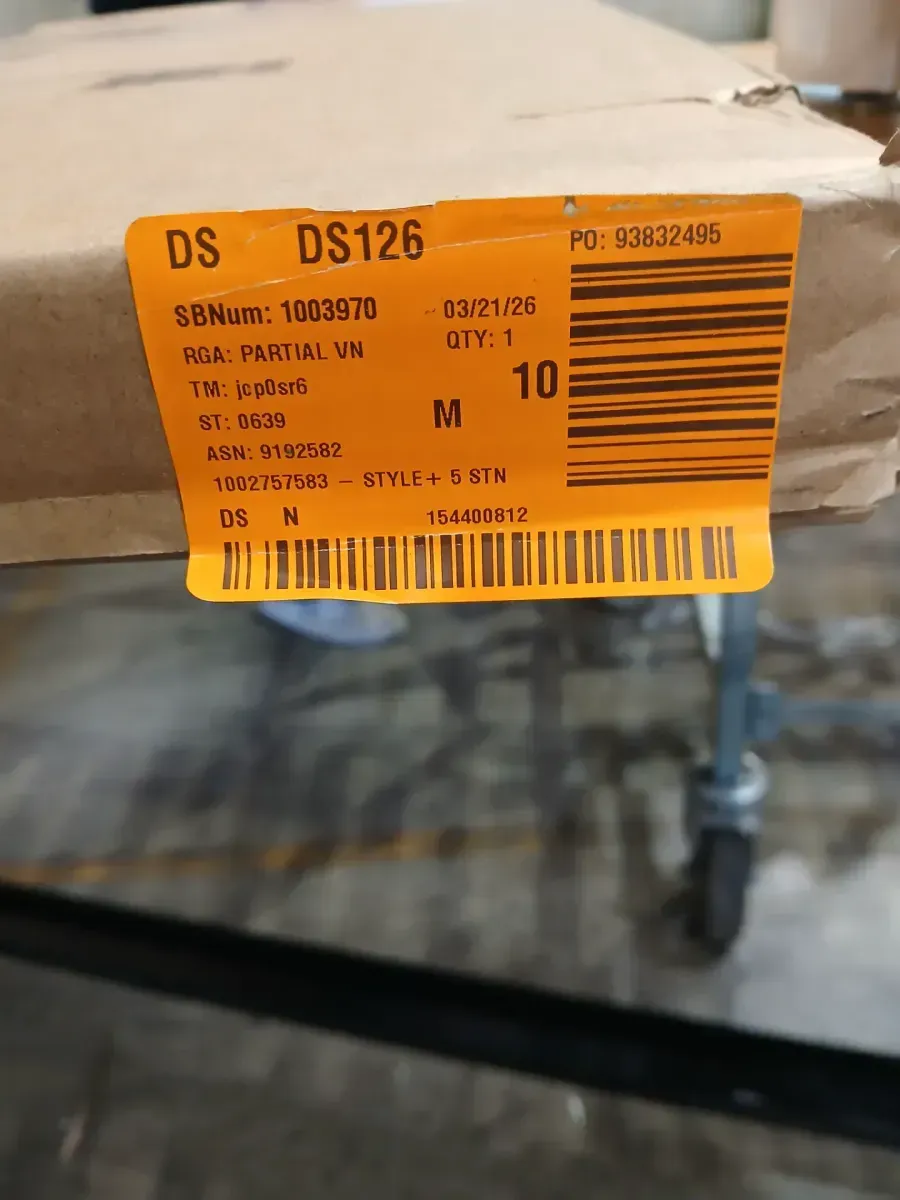 DS DS126 PO: 93832495
SBNum: 1003970 03/21/26
RGA: PARTIAL VN QTY: 1
TM: jcp0sr6 10
ST: 0639 M
ASN: 9192582
1002757583 – STYLE+ 5 STN
DS N 154400812